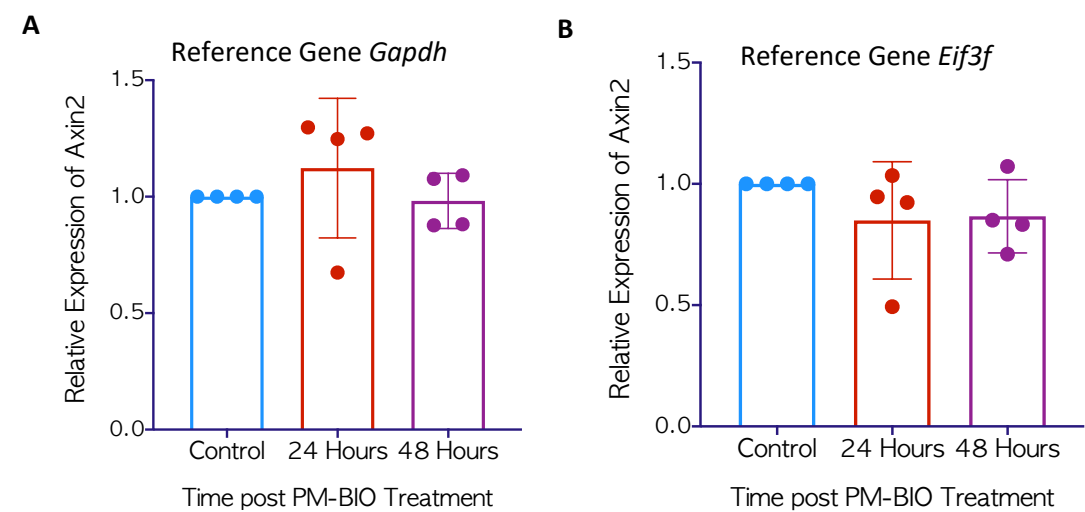 A
Reference Gene Gapdh
Relative Expression of Axin2
1.5
1.0
0.5
0.0
Control 24 Hours 48 Hours
Time post PM-BIO Treatment
B
Reference Gene Eif3f
Relative Expression of Axin2
1.5
1.0
0.5
0.0
Control 24 Hours 48 Hours
Time post PM-BIO Treatment